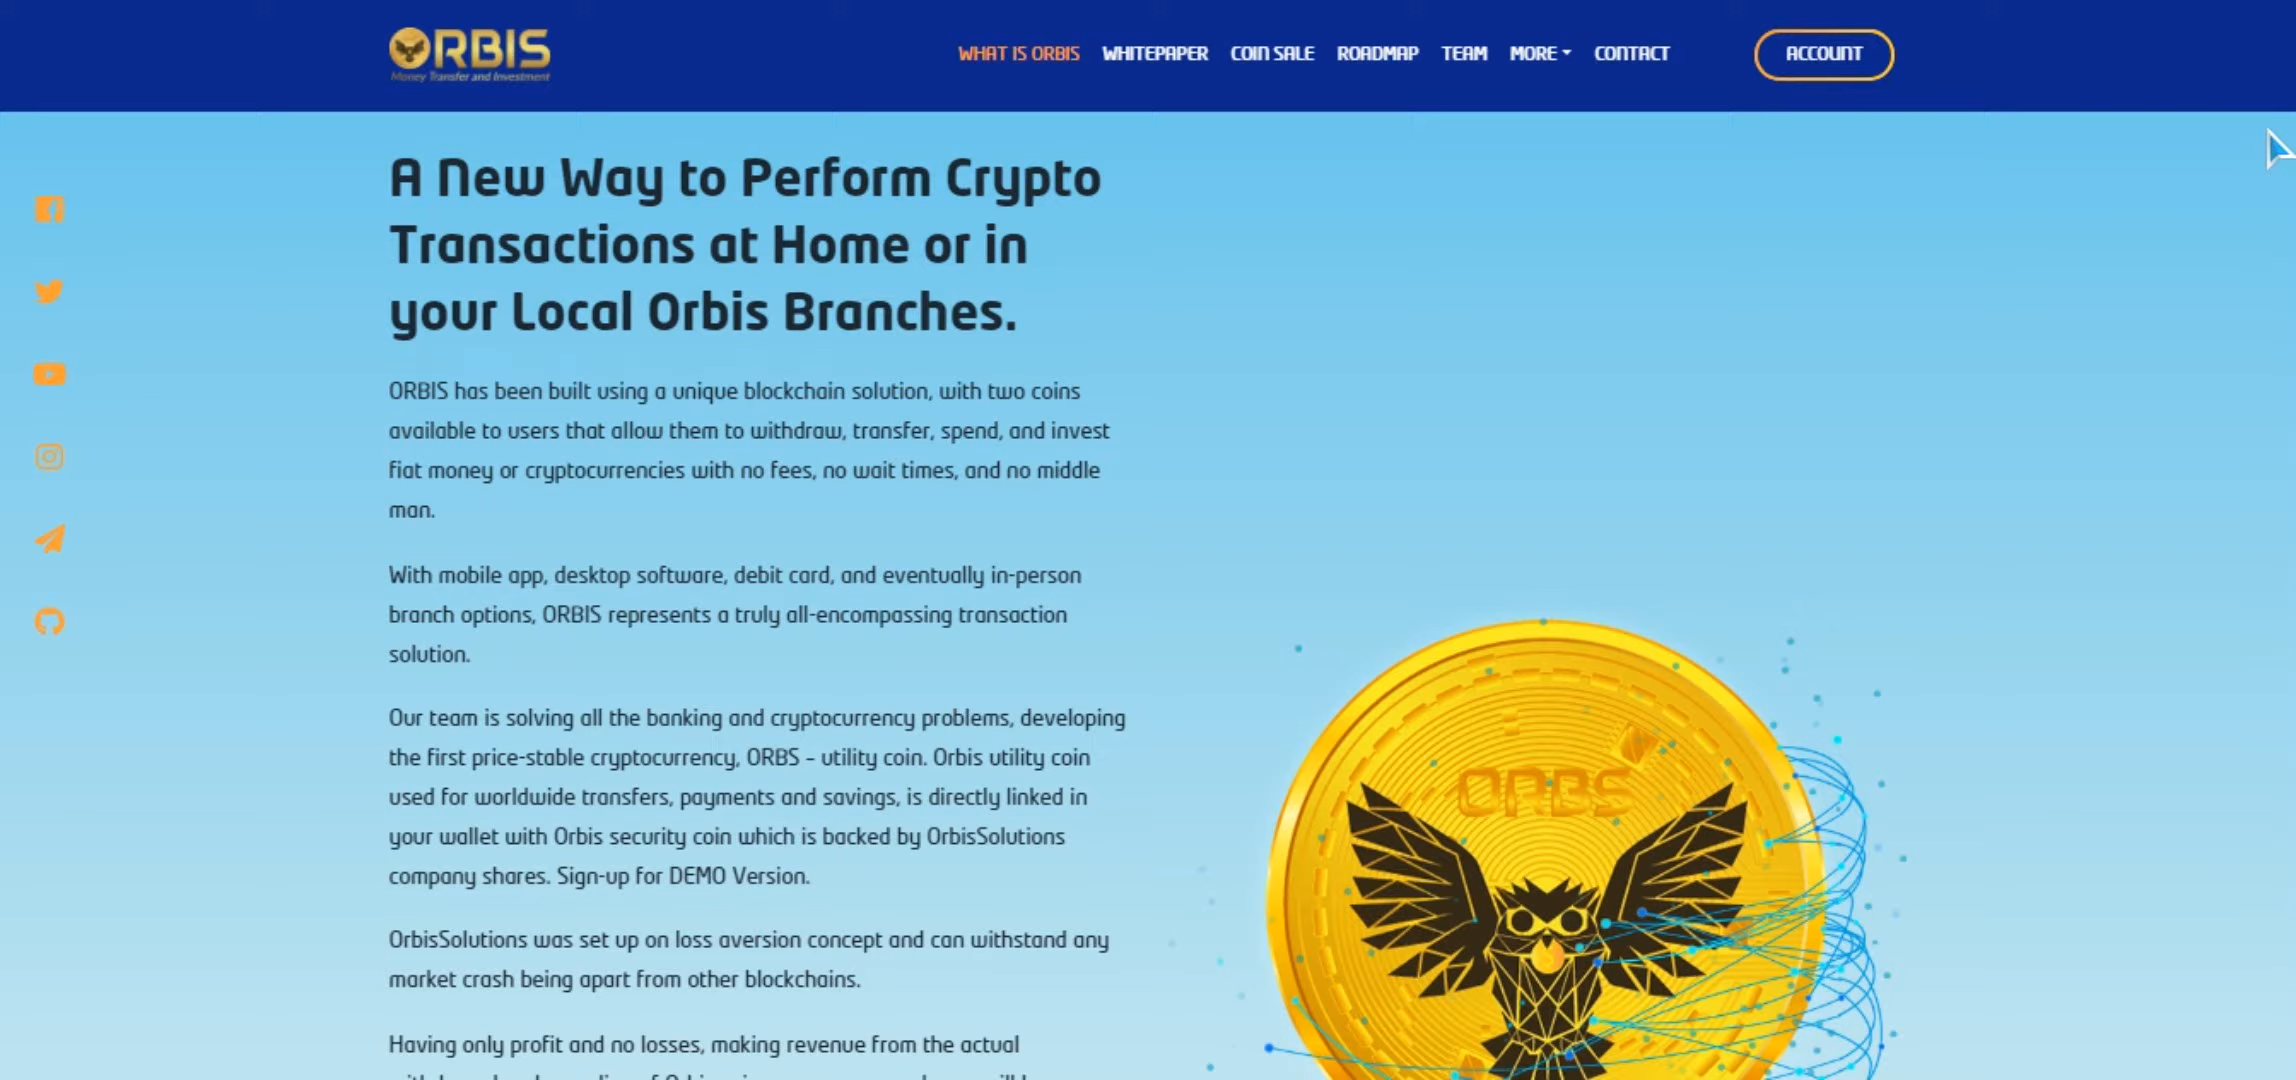 ORBIS
Money Transfer and Investment
WHAT IS ORBIS WHITEPAPER COIN SALE ROADMAP TEAM MORE CONTACT ACCOUNT
A New Way to Perform Crypto
Transactions at Home or in
your Local Orbis Branches.
ORBIS has been built using a unique blockchain solution, with two coins
available to users that allow them to withdraw, transfer, spend, and invest
fiat money or cryptocurrencies with no fees, no wait times, and no middle
man.
With mobile app, desktop software, debit card, and eventually in-person
branch options, ORBIS represents a truly all-encompassing transaction
solution.
Our team is solving all the banking and cryptocurrency problems, developing
the first price-stable cryptocurrency, ORBS - utility coin. Orbis utility coin
used for worldwide transfers, payments and savings, is directly linked in
your wallet with Orbis security coin which is backed by OrbisSolutions
company shares. Sign-up for DEMO Version.
OrbisSolutions was set up on loss aversion concept and can withstand any
market crash being apart from other blockchains.
Having only profit and no losses, making revenue from the actual
ORBS